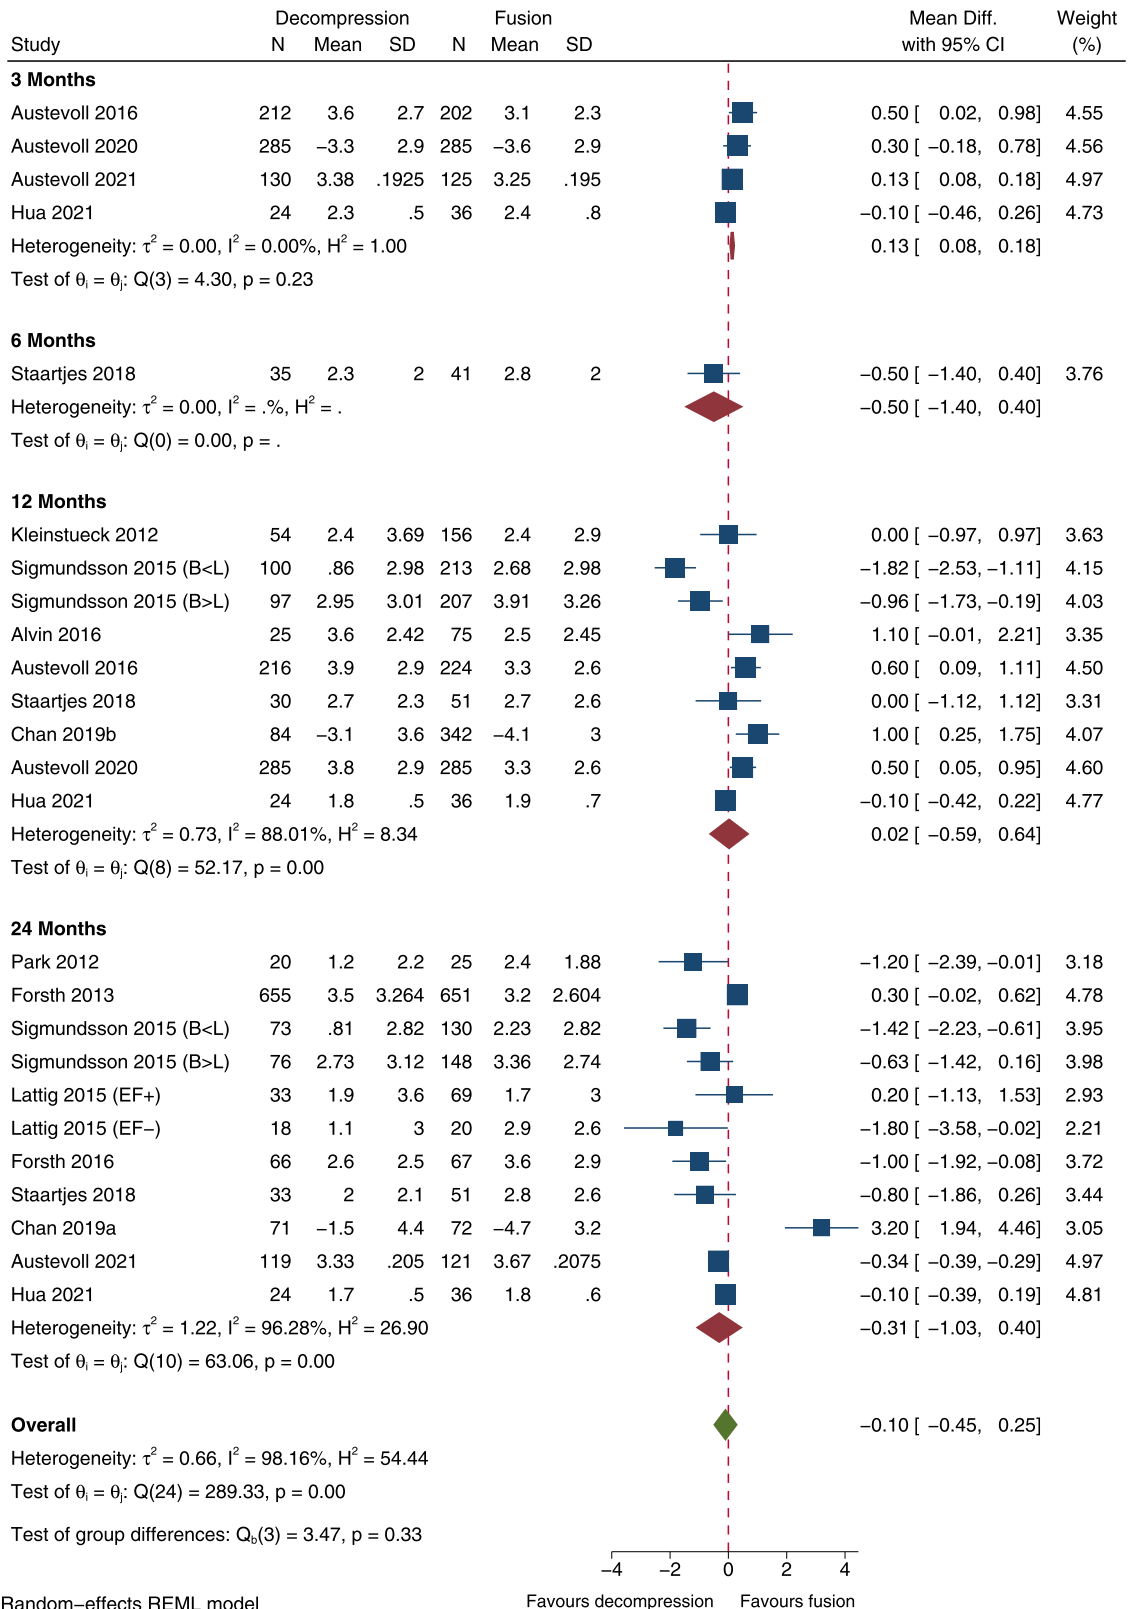 Decompression Fusion Mean Diff. Weight
Study N Mean SD N Mean SD with 95% CI (%)
3 Months
Austevoll 2016 212 3.6 2.7 202 3.1 2.3 0.50 [ 0.02, 0.98] 4.55
Austevoll 2020 285 −3.3 2.9 285 −3.6 2.9 0.30 [ −0.18, 0.78] 4.56
Austevoll 2021 130 3.38 .1925 125 3.25 .195 0.13 [ 0.08, 0.18] 4.97
Hua 2021 24 2.3 .5 36 2.4 .8 −0.10 [ −0.46, 0.26] 4.73
Heterogeneity: τ² = 0.00, I² = 0.00%, H² = 1.00 0.13 [ 0.08, 0.18]
Test of θᵢ = θⱼ: Q(3) = 4.30, p = 0.23
6 Months
Staartjes 2018 35 2.3 2 41 2.8 2 −0.50 [ −1.40, 0.40] 3.76
Heterogeneity: τ² = 0.00, I² = .%, H² = . −0.50 [ −1.40, 0.40]
Test of θᵢ = θⱼ: Q(0) = 0.00, p = .
12 Months
Kleinstueck 2012 54 2.4 3.69 156 2.4 2.9 0.00 [ −0.97, 0.97] 3.63
Sigmundsson 2015 (B<L) 100 .86 2.98 213 2.68 2.98 −1.82 [ −2.53, −1.11] 4.15
Sigmundsson 2015 (B>L) 97 2.95 3.01 207 3.91 3.26 −0.96 [ −1.73, −0.19] 4.03
Alvin 2016 25 3.6 2.42 75 2.5 2.45 1.10 [ −0.01, 2.21] 3.35
Austevoll 2016 216 3.9 2.9 224 3.3 2.6 0.60 [ 0.09, 1.11] 4.50
Staartjes 2018 30 2.7 2.3 51 2.7 2.6 0.00 [ −1.12, 1.12] 3.31
Chan 2019b 84 −3.1 3.6 342 −4.1 3 1.00 [ 0.25, 1.75] 4.07
Austevoll 2020 285 3.8 2.9 285 3.3 2.6 0.50 [ 0.05, 0.95] 4.60
Hua 2021 24 1.8 .5 36 1.9 .7 −0.10 [ −0.42, 0.22] 4.77
Heterogeneity: τ² = 0.73, I² = 88.01%, H² = 8.34 0.02 [ −0.59, 0.64]
Test of θᵢ = θⱼ: Q(8) = 52.17, p = 0.00
24 Months
Park 2012 20 1.2 2.2 25 2.4 1.88 −1.20 [ −2.39, −0.01] 3.18
Forsth 2013 655 3.5 3.264 651 3.2 2.604 0.30 [ −0.02, 0.62] 4.78
Sigmundsson 2015 (B<L) 73 .81 2.82 130 2.23 2.82 −1.42 [ −2.23, −0.61] 3.95
Sigmundsson 2015 (B>L) 76 2.73 3.12 148 3.36 2.74 −0.63 [ −1.42, 0.16] 3.98
Lattig 2015 (EF+) 33 1.9 3.6 69 1.7 3 0.20 [ −1.13, 1.53] 2.93
Lattig 2015 (EF−) 18 1.1 3 20 2.9 2.6 −1.80 [ −3.58, −0.02] 2.21
Forsth 2016 66 2.6 2.5 67 3.6 2.9 −1.00 [ −1.92, −0.08] 3.72
Staartjes 2018 33 2 2.1 51 2.8 2.6 −0.80 [ −1.86, 0.26] 3.44
Chan 2019a 71 −1.5 4.4 72 −4.7 3.2 3.20 [ 1.94, 4.46] 3.05
Austevoll 2021 119 3.33 .205 121 3.67 .2075 −0.34 [ −0.39, −0.29] 4.97
Hua 2021 24 1.7 .5 36 1.8 .6 −0.10 [ −0.39, 0.19] 4.81
Heterogeneity: τ² = 1.22, I² = 96.28%, H² = 26.90 −0.31 [ −1.03, 0.40]
Test of θᵢ = θⱼ: Q(10) = 63.06, p = 0.00
Overall −0.10 [ −0.45, 0.25]
Heterogeneity: τ² = 0.66, I² = 98.16%, H² = 54.44
Test of θᵢ = θⱼ: Q(24) = 289.33, p = 0.00
Test of group differences: Q_b(3) = 3.47, p = 0.33
−4 −2 0 2 4
Favours decompression Favours fusion
Random−effects REML model